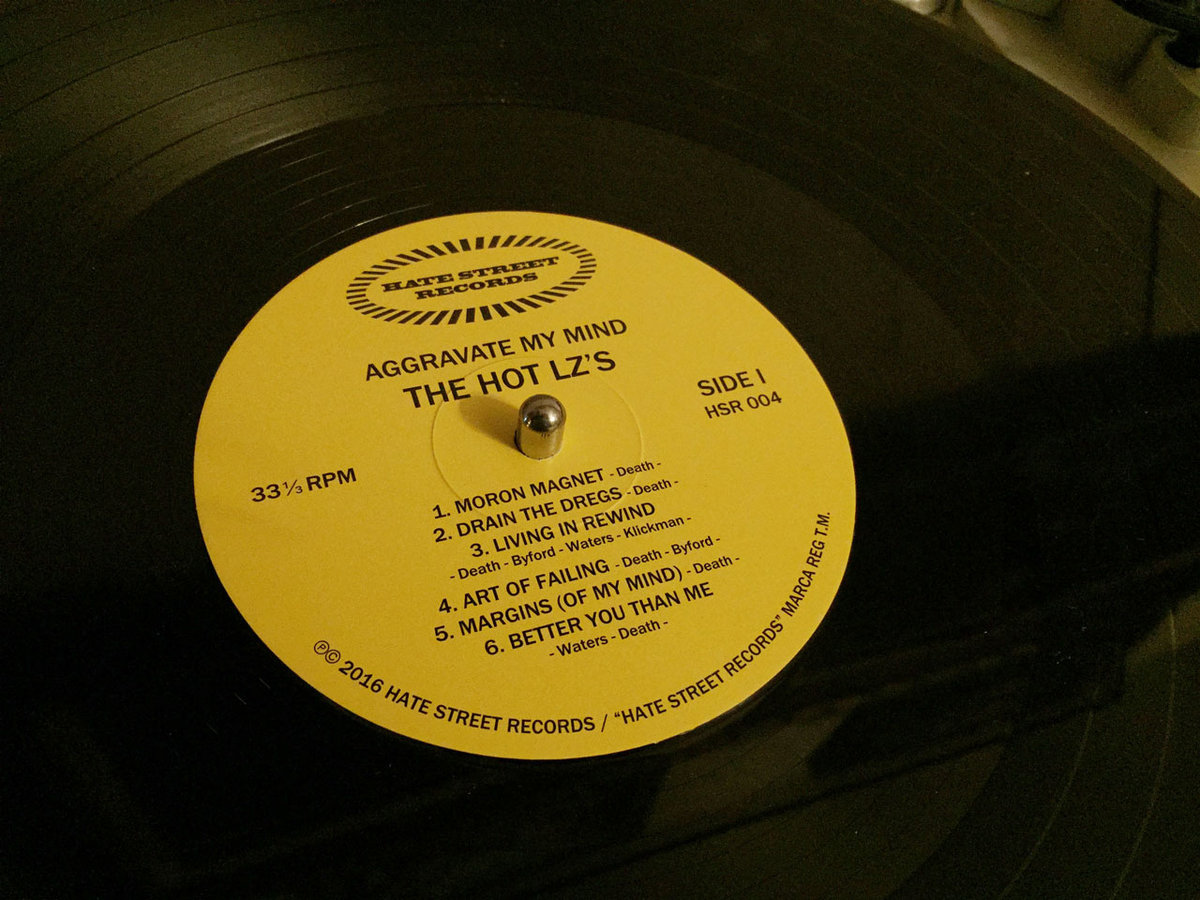 HATE STREET
RECORDS
AGGRAVATE MY MIND
THE HOT LZ'S
SIDE I
HSR 004
33⅓ RPM
1. MORON MAGNET - Death -
2. DRAIN THE DREGS - Death -
3. LIVING IN REWIND
- Death - Byford - Waters - Klickman -
4. ART OF FAILING - Death - Byford -
5. MARGINS (OF MY MIND) - Death -
6. BETTER YOU THAN ME
- Waters - Death -
℗© 2016 HATE STREET RECORDS / “HATE STREET RECORDS” MARCA REG T.M.